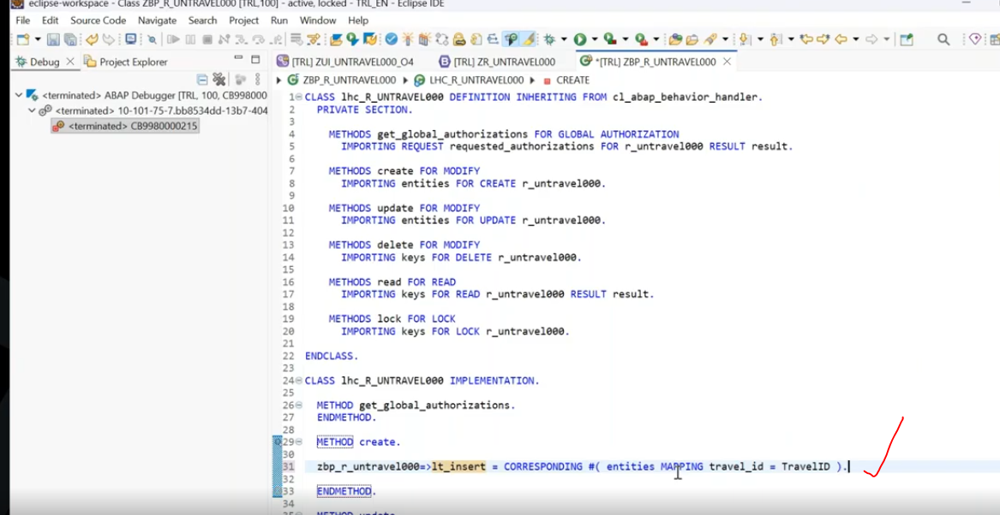 eclipse-workspace - Class ZBP_R_UNTRAVEL000 [TRL,100] - active, locked - TRL_EN - Eclipse IDE
File Edit Source Code Navigate Search Project Run Window Help
Debug Project Explorer
[TRL] ZUI_UNTRAVEL000_O4 [TRL] ZR_UNTRAVEL000 *[TRL] ZBP_R_UNTRAVEL000
ZBP_R_UNTRAVEL000 LHC_R_UNTRAVEL000 CREATE
<terminated> ABAP Debugger [TRL, 100, CB998000
<terminated> 10-101-75-7.bb8534dd-13b7-404
<terminated> CB9980000215
1 CLASS lhc_R_UNTRAVEL000 DEFINITION INHERITING FROM cl_abap_behavior_handler.
2 PRIVATE SECTION.
3
4 METHODS get_global_authorizations FOR GLOBAL AUTHORIZATION
5 IMPORTING REQUEST requested_authorizations FOR r_untravel000 RESULT result.
6
7 METHODS create FOR MODIFY
8 IMPORTING entities FOR CREATE r_untravel000.
9
10 METHODS update FOR MODIFY
11 IMPORTING entities FOR UPDATE r_untravel000.
12
13 METHODS delete FOR MODIFY
14 IMPORTING keys FOR DELETE r_untravel000.
15
16 METHODS read FOR READ
17 IMPORTING keys FOR READ r_untravel000 RESULT result.
18
19 METHODS lock FOR LOCK
20 IMPORTING keys FOR LOCK r_untravel000.
21
22 ENDCLASS.
23
24 CLASS lhc_R_UNTRAVEL000 IMPLEMENTATION.
25
26 METHOD get_global_authorizations.
27 ENDMETHOD.
28
29 METHOD create.
30
31 zbp_r_untravel000=>lt_insert = CORRESPONDING #( entities MAPPING travel_id = TravelID ).
32
33 ENDMETHOD.
34
35 METHOD update